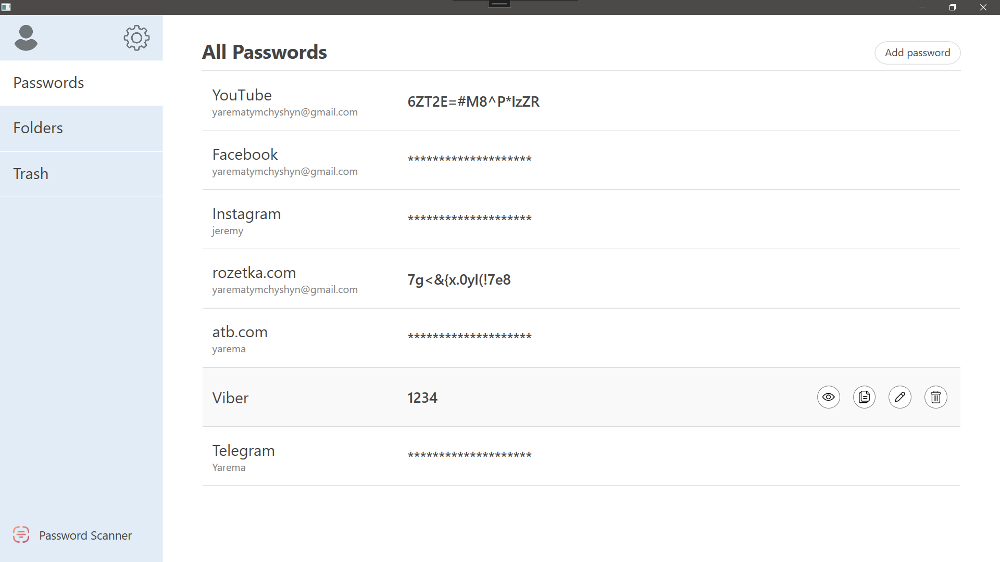 All Passwords
Add password
Passwords
Folders
Trash
YouTube
yarematymchyshyn@gmail.com
6ZT2E=#M8^P*lzZR
Facebook
yarematymchyshyn@gmail.com
********************
Instagram
jeremy
********************
rozetka.com
yarematymchyshyn@gmail.com
7g<&{x.0yl(!7e8
atb.com
yarema
********************
Viber
1234
Telegram
Yarema
********************
Password Scanner